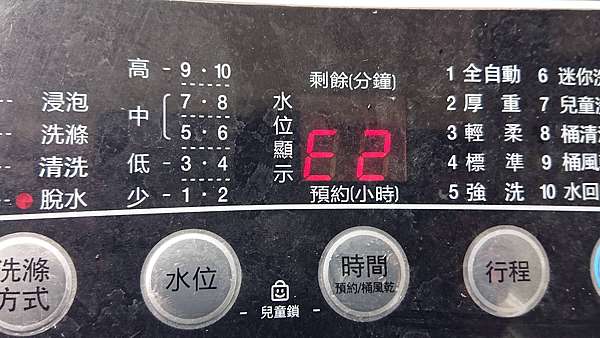 浸泡
洗滌
清洗
脫水
高 - 9 · 10
中 7 · 8
5 · 6
低 - 3 · 4
少 - 1 · 2
水位顯示
剩餘(分鐘)
E2
預約(小時)
1 全自動 6 迷你洗
2 厚 重 7 兒童
3 輕 柔 8 桶清
4 標 準 9 桶風
5 強 洗 10 水回
洗滌
方式
水位
- 兒童鎖 -
時間
預約/桶風乾
行程